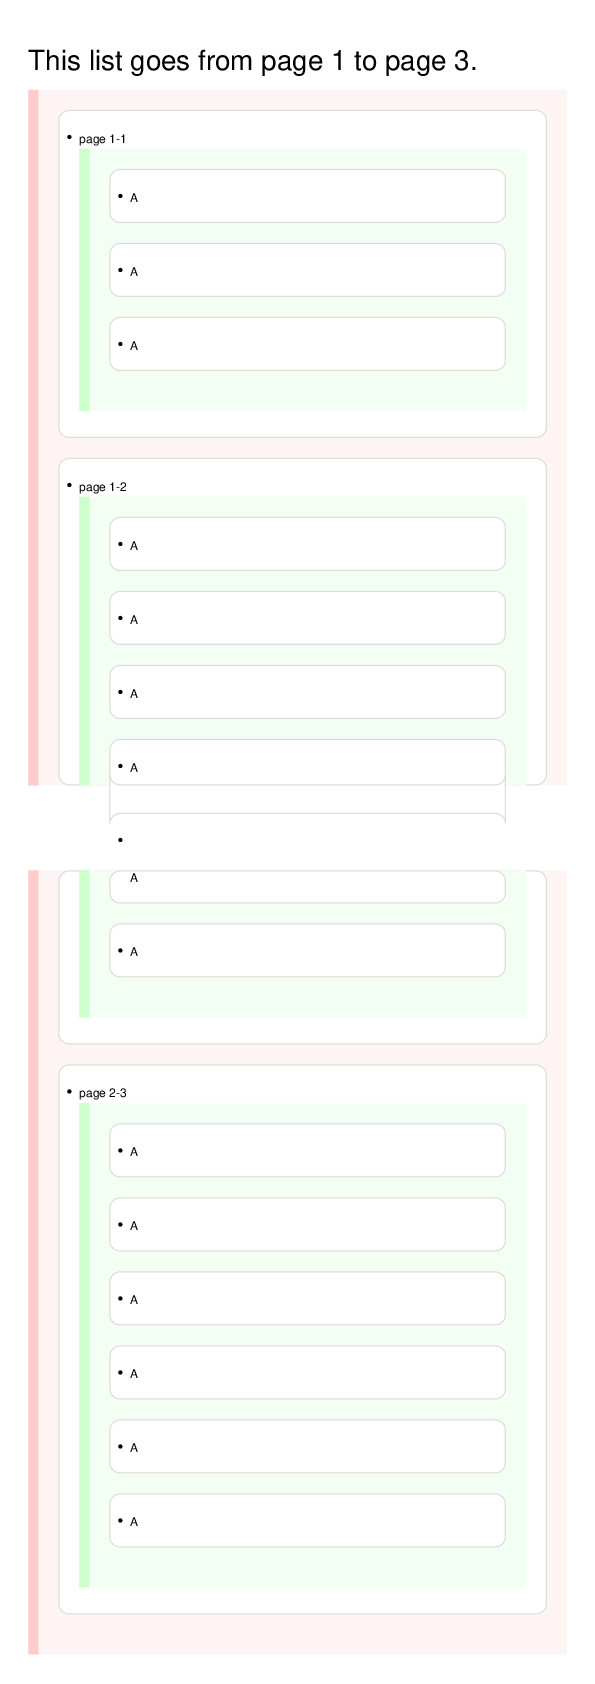 This list goes from page 1 to page 3.
• page 1-1
• A
• A
• A
• page 1-2
• A
• A
• A
• A
•
A
• A
• page 2-3
• A
• A
• A
• A
• A
• A